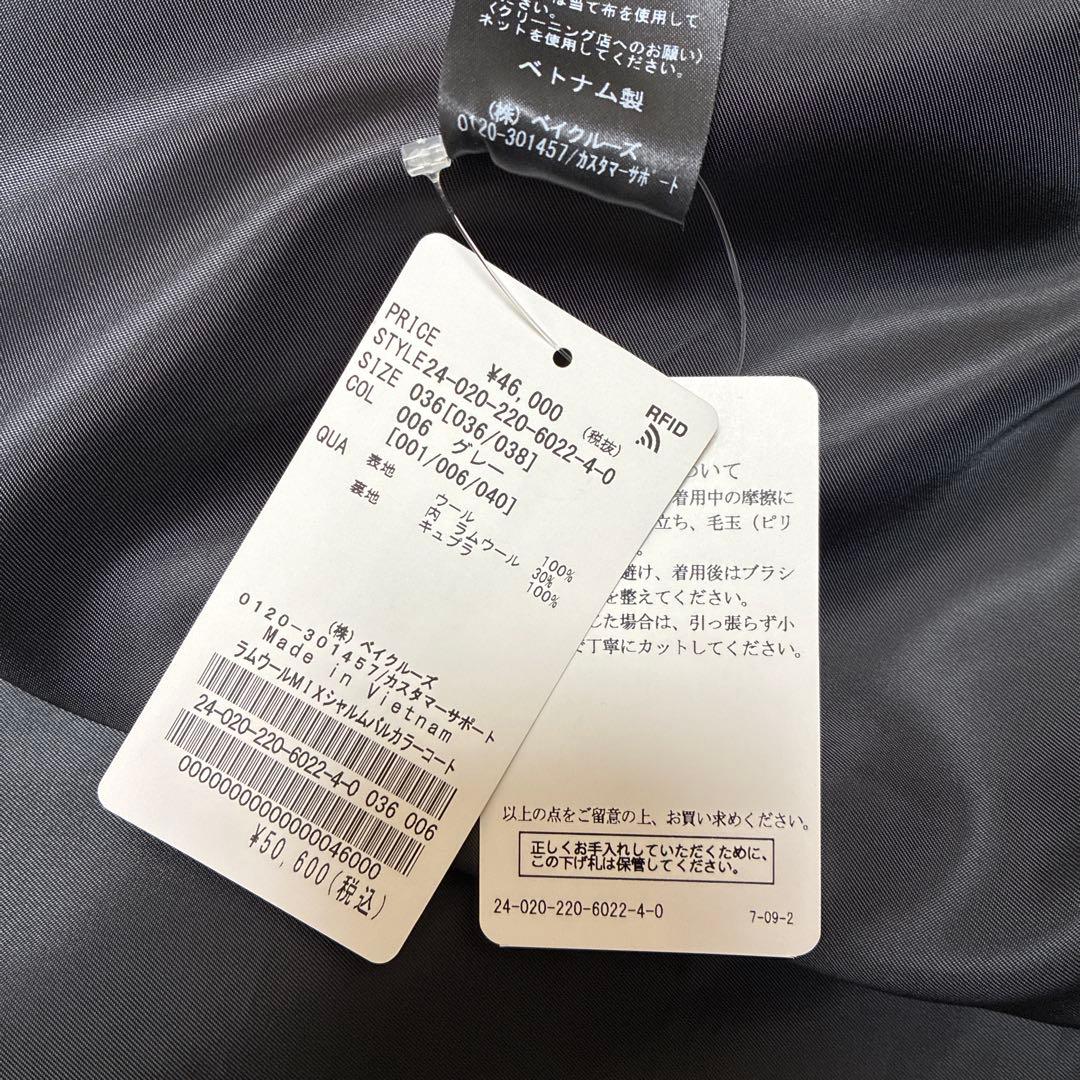 は当て布を使用して
ください。
(クリーニング店へのお願い)
ネットを使用してください。
ベトナム製
(株) ベイクルーズ
0120-301457/カスタマーサポート
PRICE ¥46,000 (税抜)
STYLE24-020-220-6022-4-0
SIZE 036[036/038]
COL 006 グレー
[001/006/040]
QUA 表地 ウール 100%
内 ラムウール 30%
裏地 キュプラ 100%
RFID
(株) ベイクルーズ
0120-301457/カスタマーサポート
Made in Vietnam
ラムウールMIXシャルムバルカラーコート
24-020-220-6022-4-0 036 006
0000000000000046000
¥50,600(税込)
ついて
着用中の摩擦に
立ち、毛玉（ピリ
。
避け、着用後はブラシ
を整えてください。
した場合は、引っ張らず小
で丁寧にカットしてください。
以上の点をご留意の上、お買い求めください。
正しくお手入れしていただくために、
この下げ札は保管してください。
24-020-220-6022-4-0
7-09-2